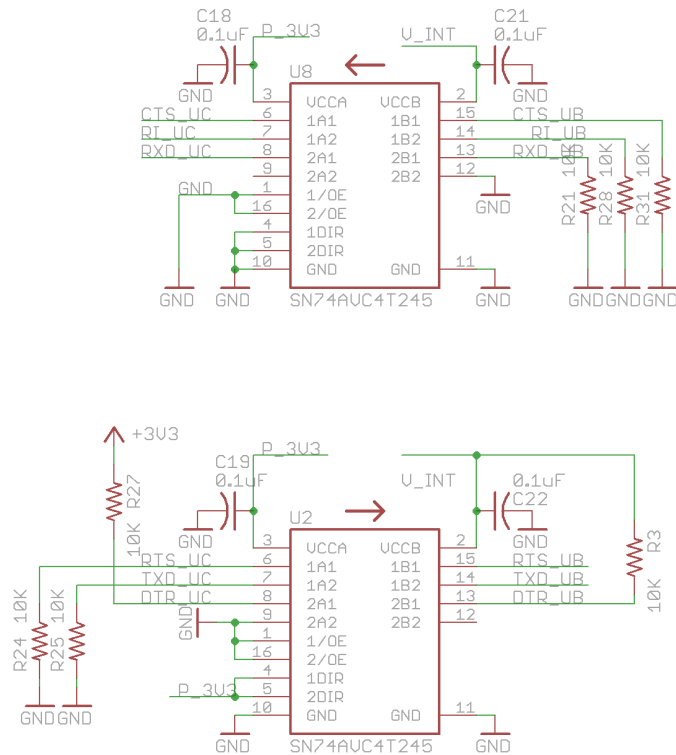 C18
0.1uF
P_3V3
V_INT
C21
0.1uF
GND
U8
GND
3 VCCA VCCB 2
CTS_UC 6 1A1 1B1 15 CTS_UB
RI_UC 7 1A2 1B2 14 RI_UB
RXD_UC 8 2A1 2B1 13 RXD_UB
9 2A2 2B2 12
GND 1 1/OE
16 2/OE
4 1DIR
5 2DIR
10 GND GND 11
GND
R21 10K
R28 10K
R31 10K
GND
GND
SN74AVC4T245
GND
GND
GND
GND
+3V3
R27
10K
C19
0.1uF
P_3V3
V_INT
0.1uF
C22
GND
U2
GND
R3
10K
3 VCCA VCCB 2
RTS_UC 6 1A1 1B1 15 RTS_UB
TXD_UC 7 1A2 1B2 14 TXD_UB
DTR_UC 8 2A1 2B1 13 DTR_UB
GND 9 2A2 2B2 12
1 1/OE
16 2/OE
4 1DIR
P_3V3 5 2DIR
10 GND GND 11
R24 10K
R25 10K
GND
GND
GND
SN74AVC4T245
GND